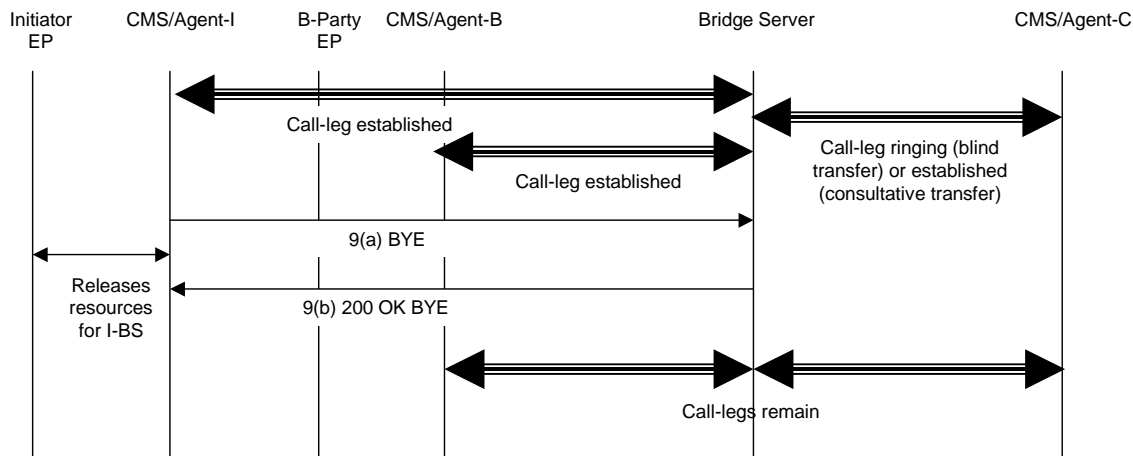 Initiator
EP
CMS/Agent-I
B-Party
EP
CMS/Agent-B
Bridge Server
CMS/Agent-C
Call-leg established
Call-leg ringing (blind
transfer) or established
(consultative transfer)
Call-leg established
9(a) BYE
Releases
resources
for I-BS
9(b) 200 OK BYE
Call-legs remain